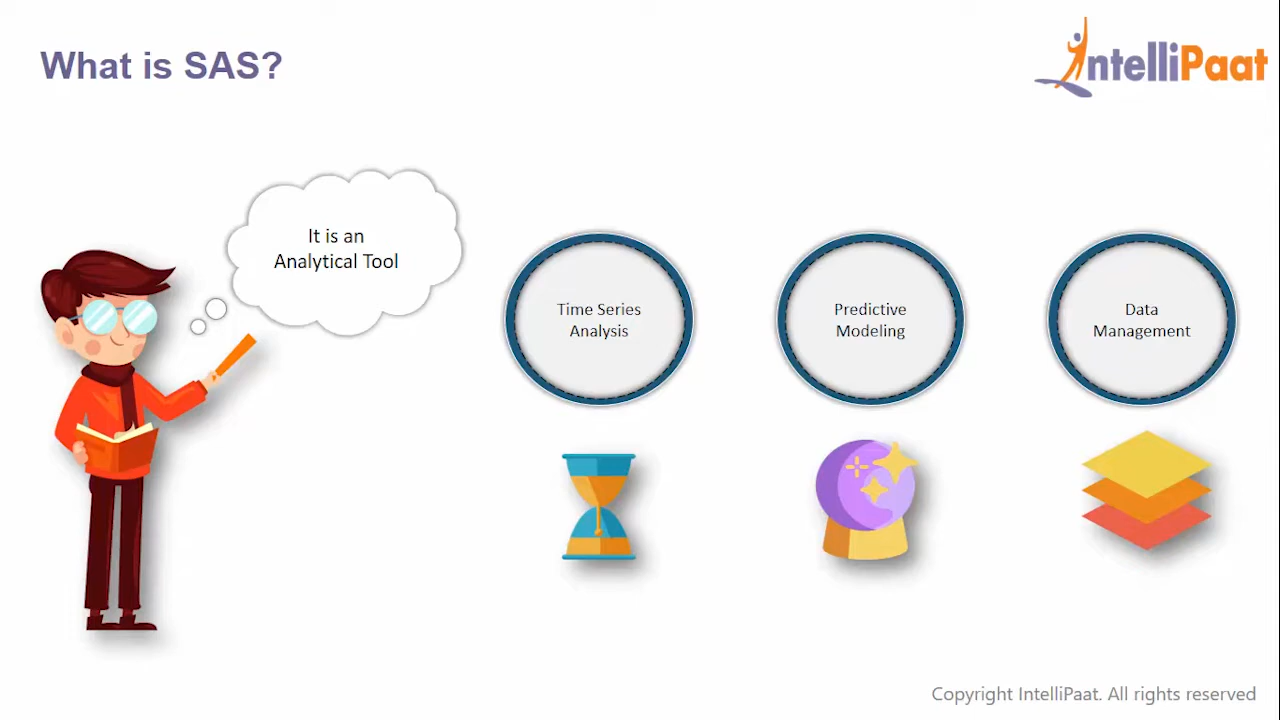 What is SAS?
IntelliPaat
It is an
Analytical Tool
Time Series
Analysis
Predictive
Modeling
Data
Management
Copyright IntelliPaat. All rights reserved